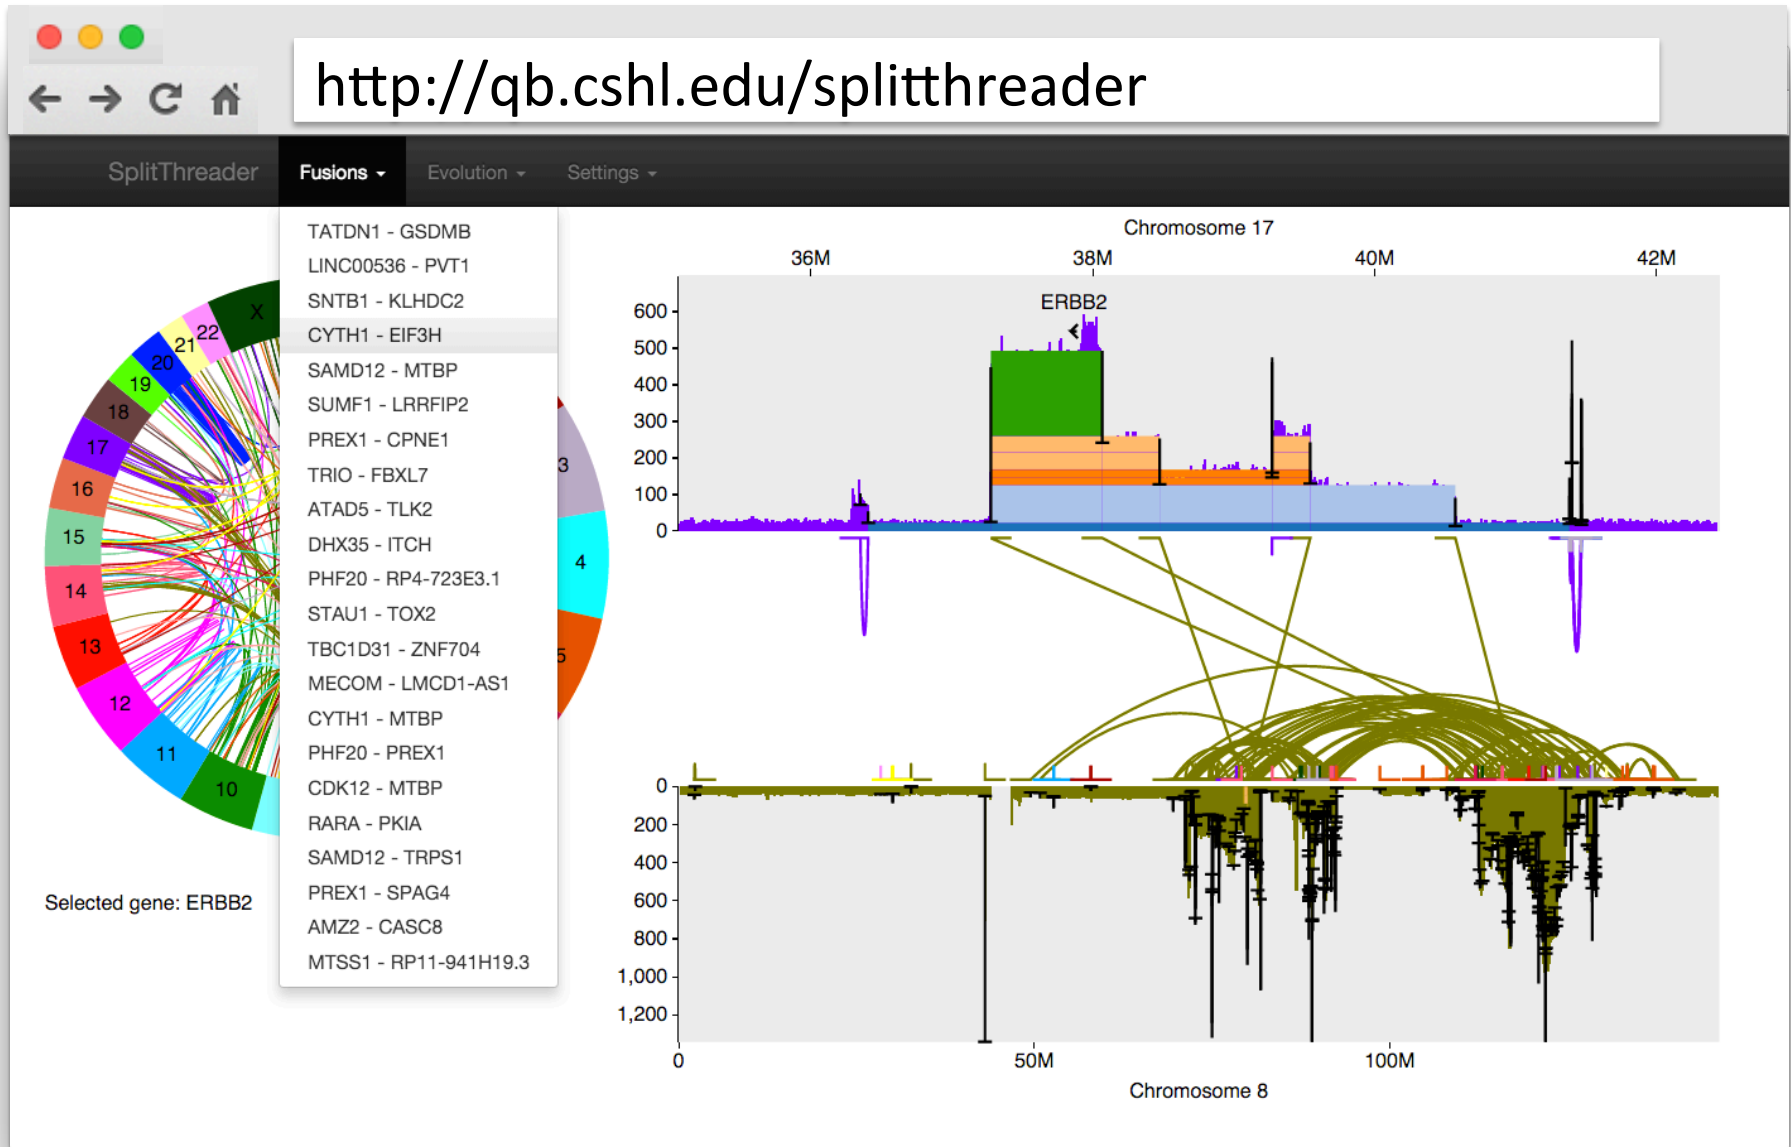 http://qb.cshl.edu/splitthreader
SplitThreader Fusions Evolution Settings
TATDN1 - GSDMB
LINC00536 - PVT1
SNTB1 - KLHDC2
CYTH1 - EIF3H
SAMD12 - MTBP
SUMF1 - LRRFIP2
PREX1 - CPNE1
TRIO - FBXL7
ATAD5 - TLK2
DHX35 - ITCH
PHF20 - RP4-723E3.1
STAU1 - TOX2
TBC1D31 - ZNF704
MECOM - LMCD1-AS1
CYTH1 - MTBP
PHF20 - PREX1
CDK12 - MTBP
RARA - PKIA
SAMD12 - TRPS1
PREX1 - SPAG4
AMZ2 - CASC8
MTSS1 - RP11-941H19.3
X
22
21
20
19
18
17
16
15
14
13
12
11
10
3
4
5
Selected gene: ERBB2
Chromosome 17
36M 38M 40M 42M
ERBB2
600
500
400
300
200
100
0
0
200
400
600
800
1,000
1,200
0 50M 100M
Chromosome 8